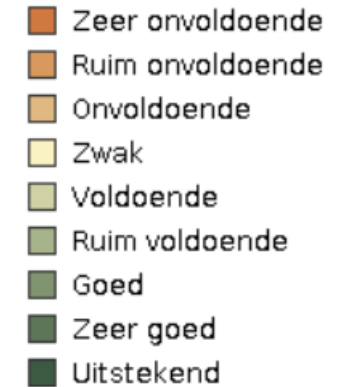 Zeer onvoldoende
Ruim onvoldoende
Onvoldoende
Zwak
Voldoende
Ruim voldoende
Goed
Zeer goed
Uitstekend